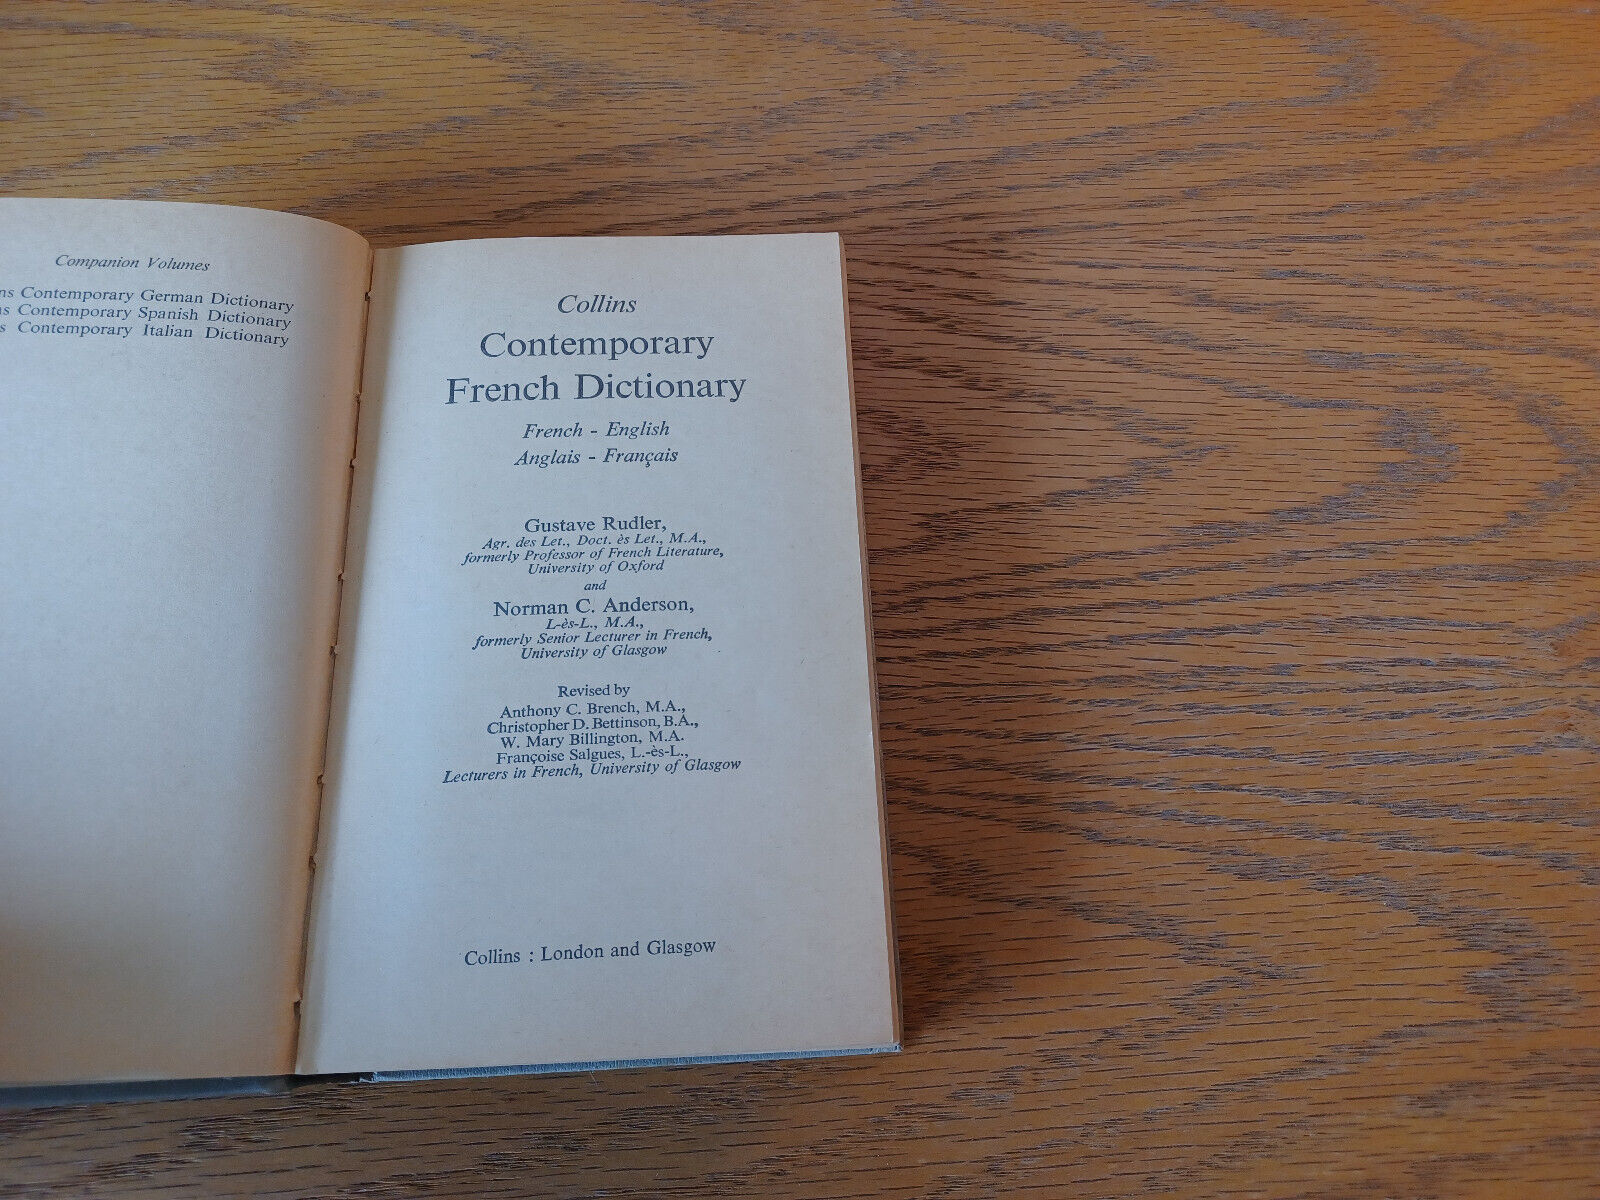 Companion Volumes
Contemporary German Dictionary
Contemporary Spanish Dictionary
Contemporary Italian Dictionary
Collins
Contemporary
French Dictionary
French - English
Anglais - Français
Gustave Rudler,
Agr. des Let., Doct. ès Let., M.A.,
formerly Professor of French Literature,
University of Oxford
and
Norman C. Anderson,
L-ès-L., M.A.,
formerly Senior Lecturer in French,
University of Glasgow
Revised by
Anthony C. Brench, M.A.,
Christopher D. Bettinson, B.A.,
W. Mary Billington, M.A.
Françoise Salgues, L.-ès-L.,
Lecturers in French, University of Glasgow
Collins : London and Glasgow